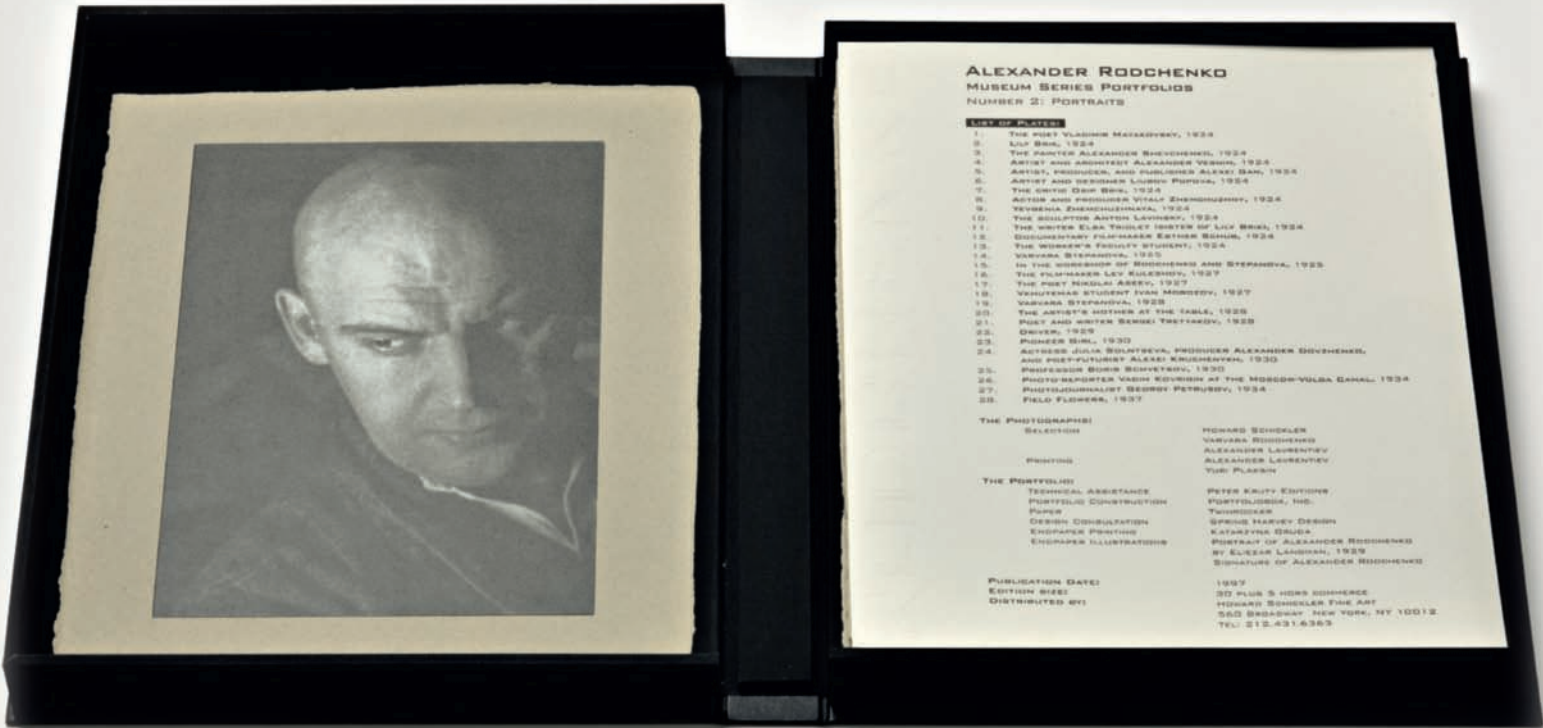 ALEXANDER RODCHENKO
MUSEUM SERIES PORTFOLIOS
NUMBER 2: PORTRAITS
LIST OF PLATES:
1. THE POET VLADIMIR MAYAKOVSKY, 1924
2. LILY BRIK, 1924
3. THE PAINTER ALEXANDER SHEVCHENKO, 1924
4. ARTIST AND ARCHITECT ALEXANDER VESNIN, 1924
5. ARTIST, PRODUCER, AND PUBLISHER ALEXEI GAN, 1924
6. ARTIST AND DESIGNER LIUBOV POPOVA, 1924
7. THE CRITIC OSIP BRIK, 1924
8. ACTOR AND PRODUCER VITALY ZHEMCHUZHNY, 1924
9. YEVGENIA ZHEMCHUZHNAYA, 1924
10. THE SCULPTOR ANTON LAVINSKY, 1924
11. THE WRITER ELSA TRIOLET (SISTER OF LILY BRIK), 1924
12. DOCUMENTARY FILM-MAKER ESTHER SCHUB, 1924
13. THE WORKER'S FACULTY STUDENT, 1924
14. VARVARA STEPANOVA, 1925
15. IN THE WORKSHOP OF RODCHENKO AND STEPANOVA, 1925
16. THE FILM-MAKER LEV KULESHOV, 1927
17. THE POET NIKOLAI ASEEV, 1927
18. VKHUTEMAS STUDENT IVAN MOROZOV, 1927
19. VARVARA STEPANOVA, 1928
20. THE ARTIST'S MOTHER AT THE TABLE, 1928
21. POET AND WRITER SERGEI TRETYAKOV, 1928
22. DRIVER, 1929
23. PIONEER GIRL, 1930
24. ACTRESS JULIA SOLNTSEVA, PRODUCER ALEXANDER DOVZHENKO,
AND POET-FUTURIST ALEXEI KRUCHENYKH, 1930
25. PROFESSOR BORIS SCHVETSOV, 1930
26. PHOTO-REPORTER VADIM KOVRIGIN AT THE MOSCOW-VOLGA CANAL, 1934
27. PHOTOJOURNALIST GEORGY PETRUSOV, 1934
28. FIELD FLOWERS, 1937
THE PHOTOGRAPHS:
SELECTION HOWARD SCHICKLER
VARVARA RODCHENKO
ALEXANDER LAVRENTIEV
PRINTING ALEXANDER LAVRENTIEV
YURI PLAKSIN
THE PORTFOLIO:
TECHNICAL ASSISTANCE PETER KRUTY EDITIONS
PORTFOLIO CONSTRUCTION PORTFOLIOBOX, INC.
PAPER TWINROCKER
DESIGN CONSULTATION SPRING HARVEY DESIGN
ENDPAPER PRINTING KATARZYNA GRUDA
ENDPAPER ILLUSTRATIONS PORTRAIT OF ALEXANDER RODCHENKO
BY ELIEZAR LANGMAN, 1929
SIGNATURE OF ALEXANDER RODCHENKO
PUBLICATION DATE: 1997
EDITION SIZE: 30 PLUS 5 HORS COMMERCE
DISTRIBUTED BY: HOWARD SCHICKLER FINE ART
560 BROADWAY NEW YORK, NY 10012
TEL: 212.431.6363